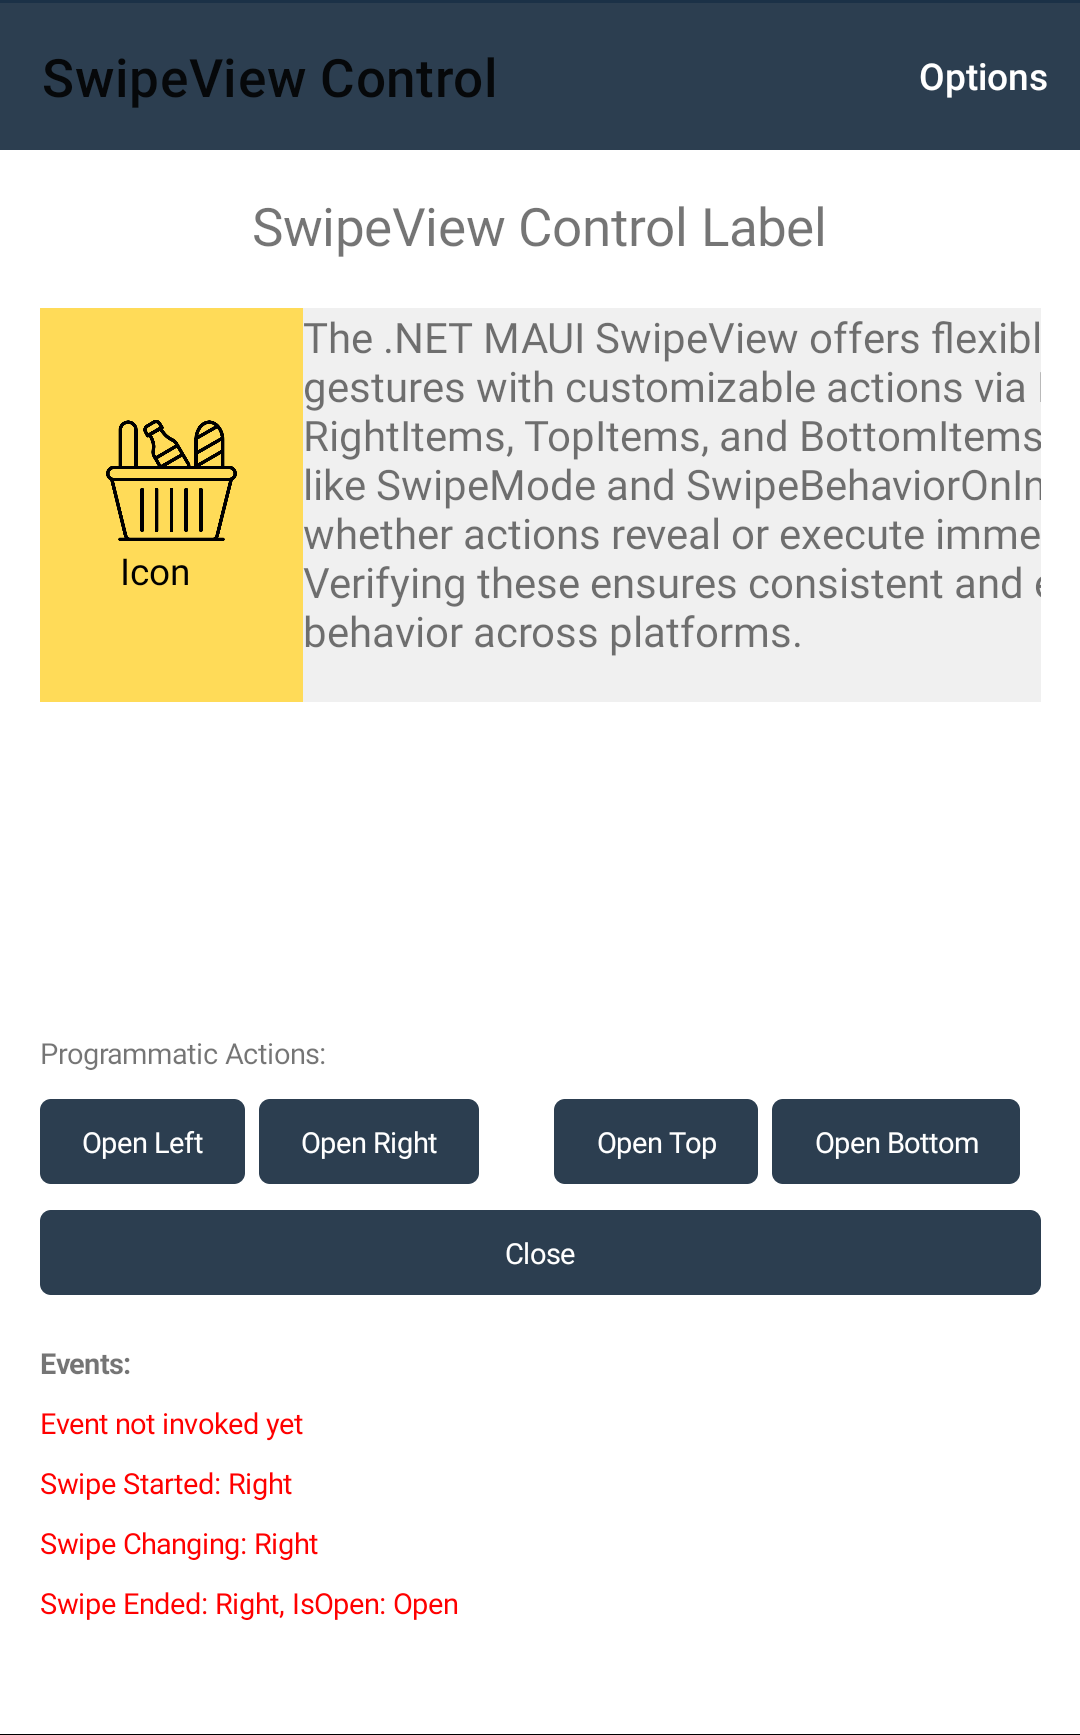 SwipeView Control
Options
SwipeView Control Label
Icon
The .NET MAUI SwipeView offers flexibl
gestures with customizable actions via
RightItems, TopItems, and BottomItems
like SwipeMode and SwipeBehaviorOnIn
whether actions reveal or execute imme
Verifying these ensures consistent and e
behavior across platforms.
Programmatic Actions:
Open Left
Open Right
Open Top
Open Bottom
Close
Events:
Event not invoked yet
Swipe Started: Right
Swipe Changing: Right
Swipe Ended: Right, IsOpen: Open